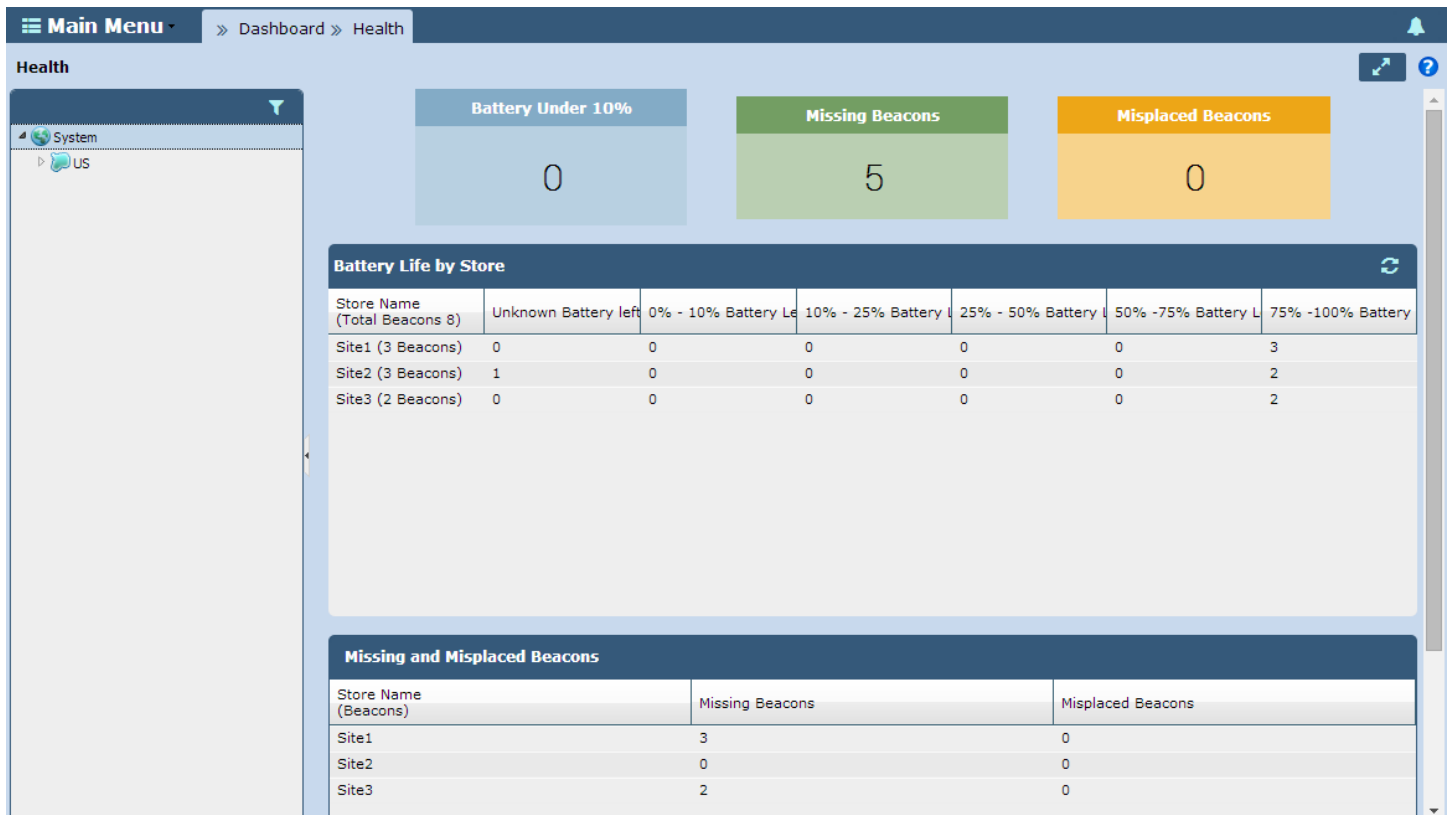 Main Menu
» Dashboard » Health
Health
?
System
US
Battery Under 10%
0
Missing Beacons
5
Misplaced Beacons
0
Battery Life by Store
Store Name
(Total Beacons 8)
Unknown Battery left 0% - 10% Battery Le 10% - 25% Battery 25% - 50% Battery 50% -75% Battery L 75% -100% Battery
Site1 (3 Beacons) 0 0 0 0 0 3
Site2 (3 Beacons) 1 0 0 0 0 2
Site3 (2 Beacons) 0 0 0 0 0 2
Missing and Misplaced Beacons
Store Name
(Beacons)
Missing Beacons Misplaced Beacons
Site1 3 0
Site2 0 0
Site3 2 0